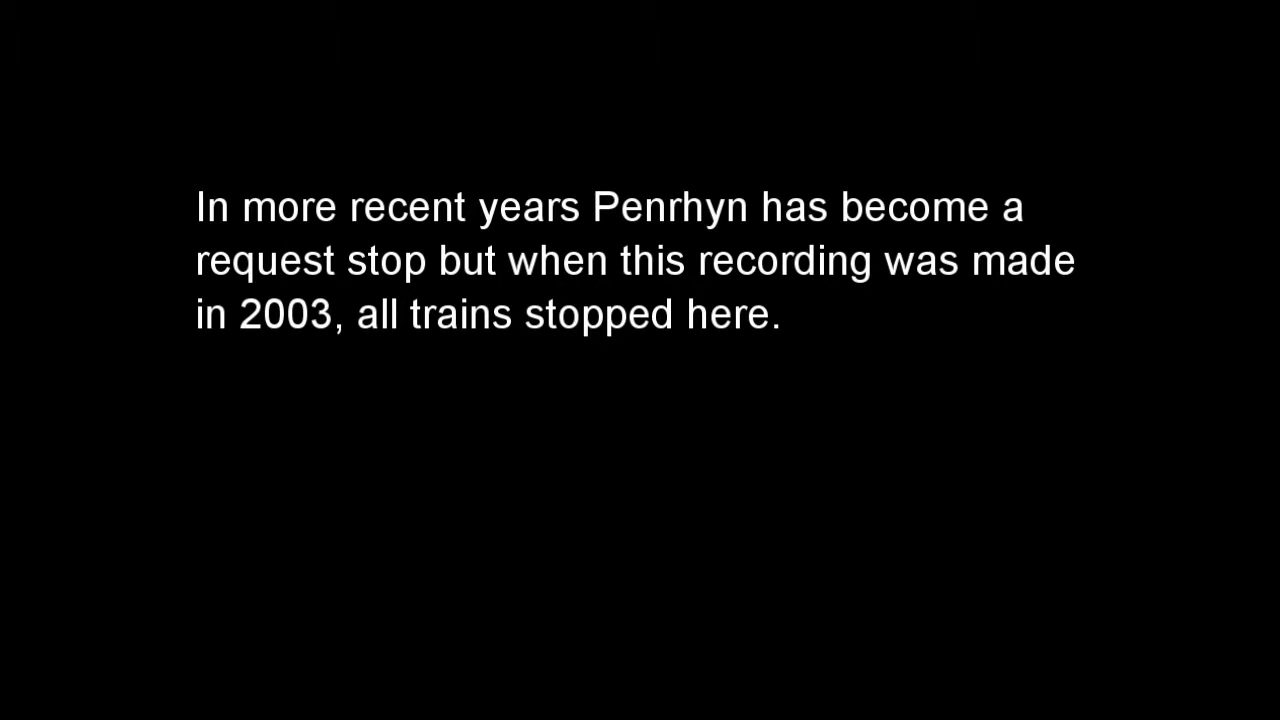 In more recent years Penrhyn has become a
request stop but when this recording was made
in 2003, all trains stopped here.